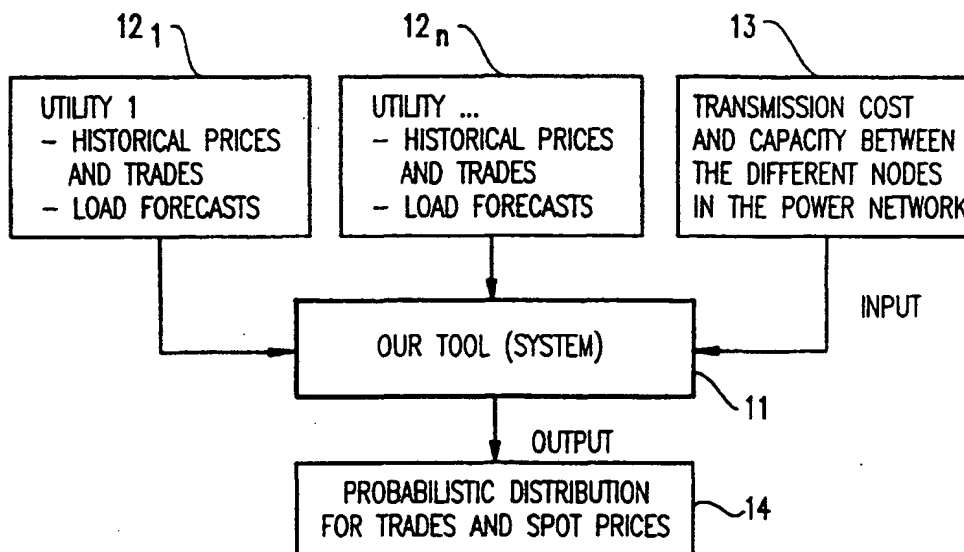 12 1
12 n
13
UTILITY 1
- HISTORICAL PRICES
AND TRADES
- LOAD FORECASTS
UTILITY ...
- HISTORICAL PRICES
AND TRADES
- LOAD FORECASTS
TRANSMISSION COST
AND CAPACITY BETWEEN
THE DIFFERENT NODES
IN THE POWER NETWORK
INPUT
OUR TOOL (SYSTEM)
11
OUTPUT
PROBABILISTIC DISTRIBUTION
FOR TRADES AND SPOT PRICES
14